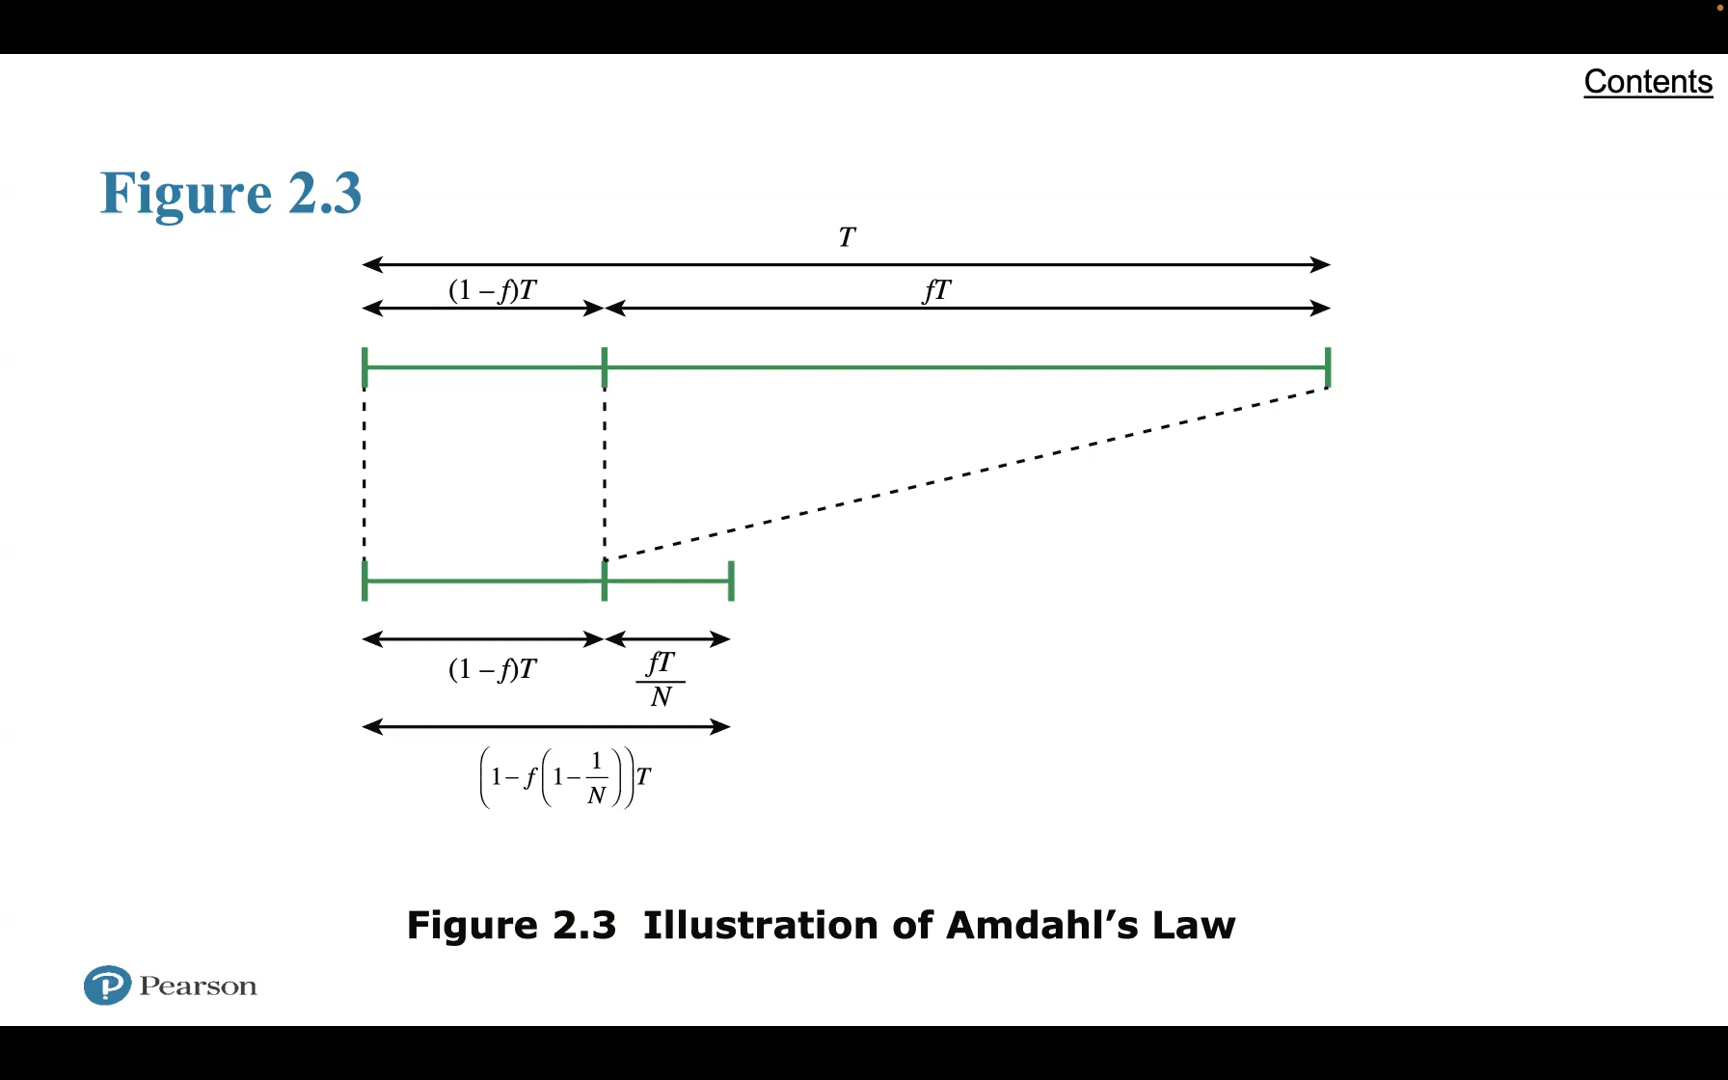 Contents
Figure 2.3
T
(1 – f)T
fT
(1 – f)T
fT
N
(1 – f(1 – 1/N))T
Figure 2.3 Illustration of Amdahl’s Law
Pearson